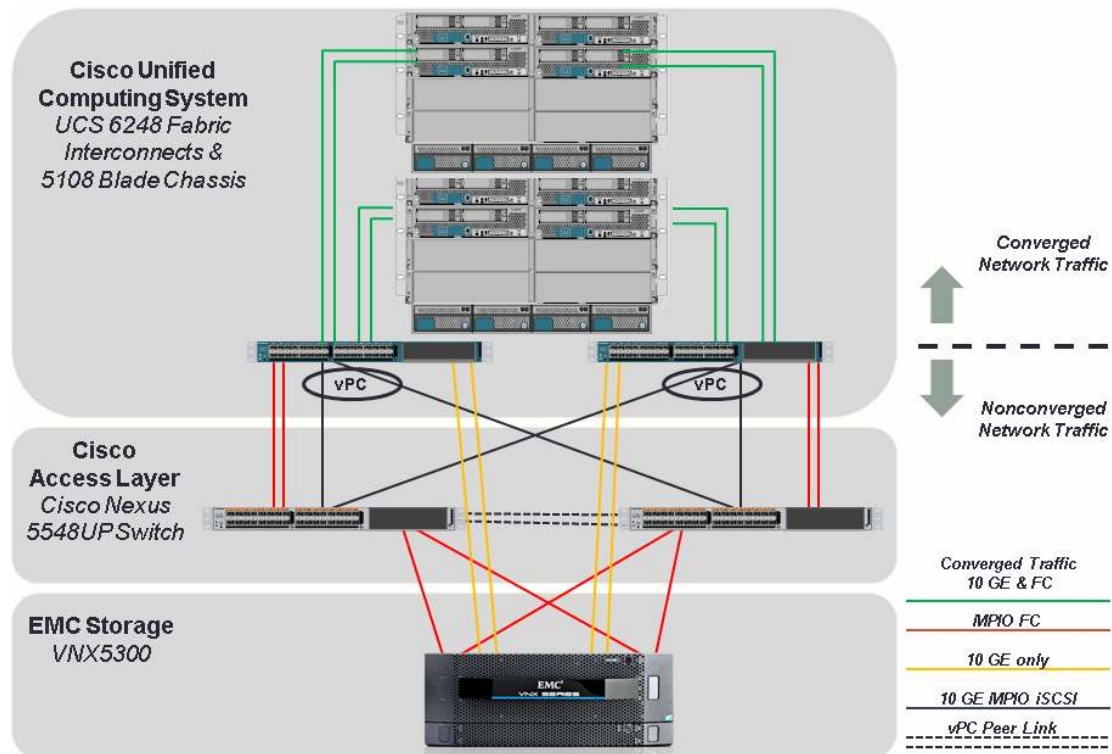 Cisco Unified
Computing System
UCS 6248 Fabric
Interconnects &
5108 Blade Chassis
Converged
Network Traffic
vPC
vPC
Nonconverged
Network Traffic
Cisco
Access Layer
Cisco Nexus
5548UP Switch
Converged Traffic
10 GE & FC
MPIO FC
10 GE only
10 GE MPIO iSCSI
vPC Peer Link
EMC Storage
VNX5300
EMC²
VNX SERIES